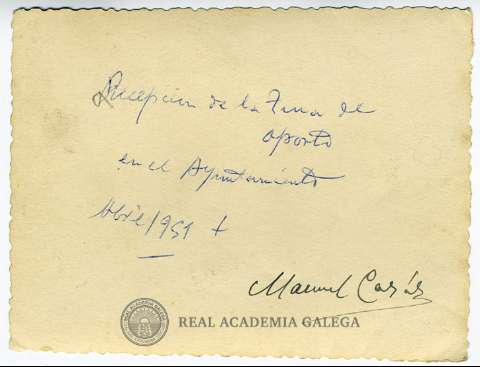 Recepcion de la Tuna de
Oporto
en el Ayuntamiento
Abril 1951
Manuel
REAL ACADEMIA GALEGA